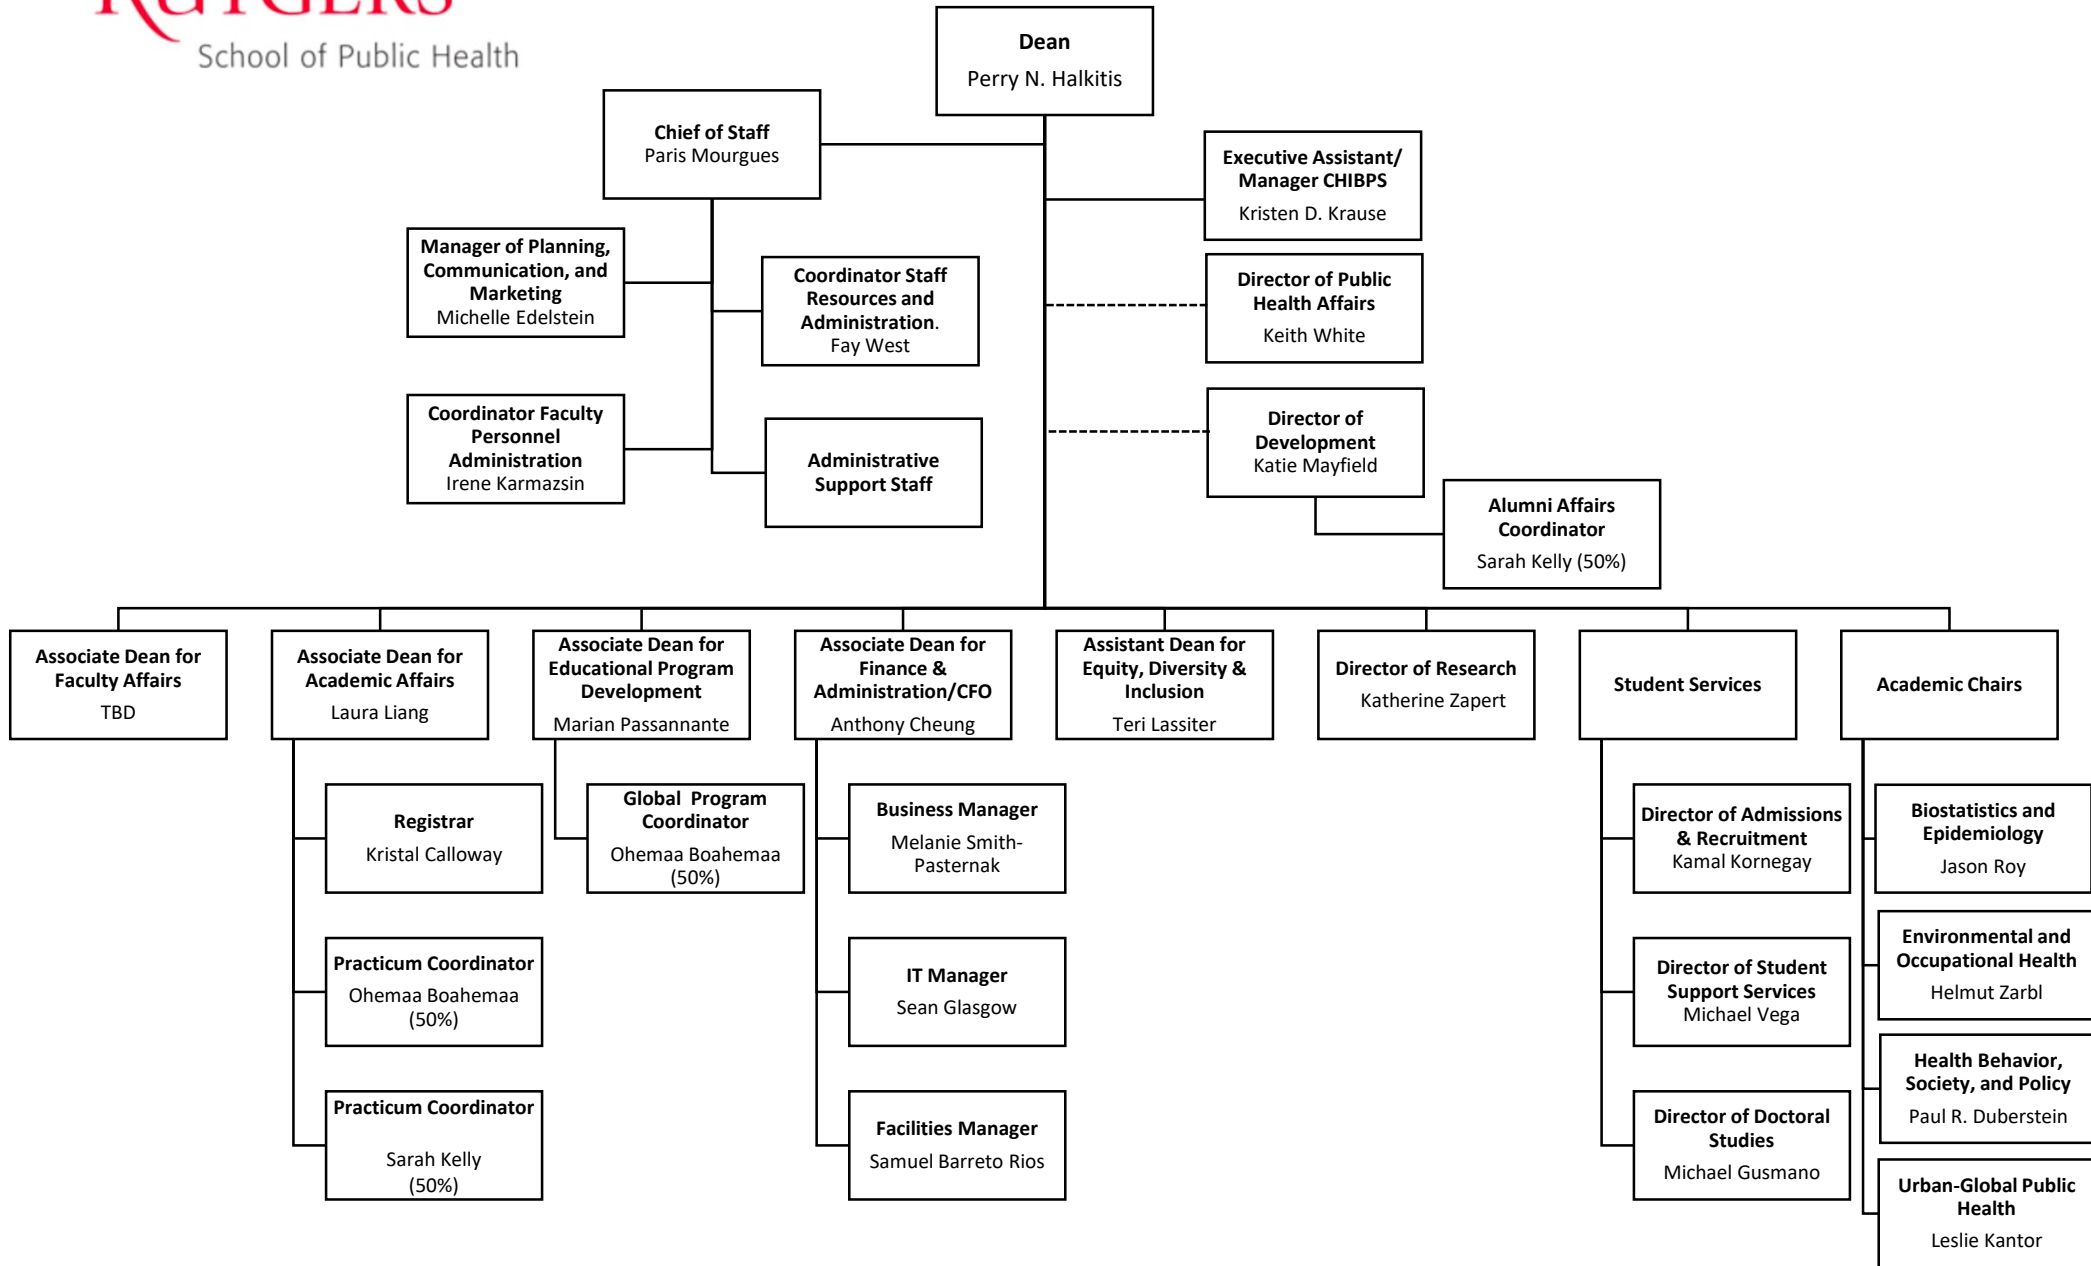 RUTGERS
School of Public Health
Dean
Perry N. Halkitis
Chief of Staff
Paris Mourgues
Executive Assistant/
Manager CHIBPS
Kristen D. Krause
Manager of Planning,
Communication, and
Marketing
Michelle Edelstein
Coordinator Staff
Resources and
Administration.
Fay West
Director of Public
Health Affairs
Keith White
Coordinator Faculty
Personnel
Administration
Irene Karmazsin
Administrative
Support Staff
Director of
Development
Katie Mayfield
Alumni Affairs
Coordinator
Sarah Kelly (50%)
Associate Dean for
Faculty Affairs
TBD
Associate Dean for
Academic Affairs
Laura Liang
Associate Dean for
Educational Program
Development
Marian Passannante
Associate Dean for
Finance &
Administration/CFO
Anthony Cheung
Assistant Dean for
Equity, Diversity &
Inclusion
Teri Lassiter
Director of Research
Katherine Zapert
Student Services
Academic Chairs
Registrar
Kristal Calloway
Global Program
Coordinator
Ohemaa Boahemaa
(50%)
Business Manager
Melanie Smith-
Pasternak
Director of Admissions
& Recruitment
Kamal Kornegay
Biostatistics and
Epidemiology
Jason Roy
Practicum Coordinator
Ohemaa Boahemaa
(50%)
IT Manager
Sean Glasgow
Director of Student
Support Services
Michael Vega
Environmental and
Occupational Health
Helmut Zarbl
Health Behavior,
Society, and Policy
Paul R. Duberstein
Practicum Coordinator
Sarah Kelly
(50%)
Facilities Manager
Samuel Barreto Rios
Director of Doctoral
Studies
Michael Gusmano
Urban-Global Public
Health
Leslie Kantor